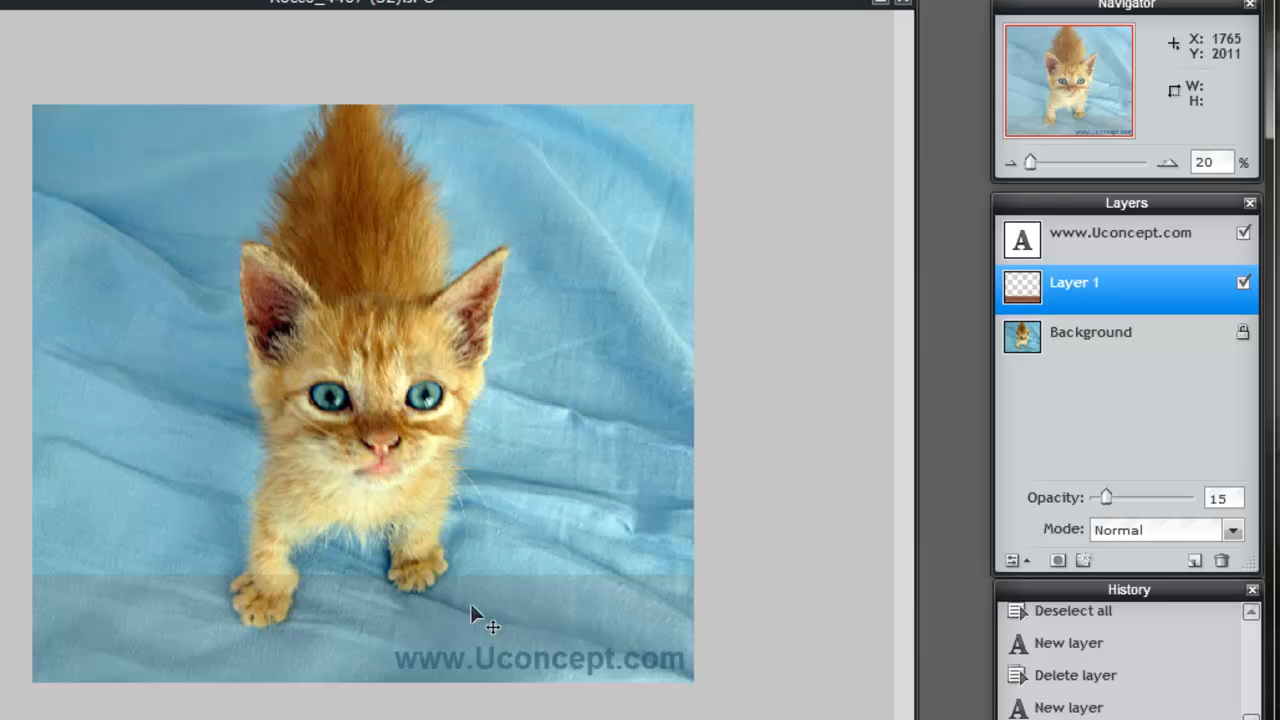 Navigator
X: 1765
Y: 2011
W:
H:
20 %
Layers
A www.Uconcept.com
Layer 1
Background
Opacity: 15
Mode: Normal
History
Deselect all
A New layer
Delete layer
A New layer
www.Uconcept.com